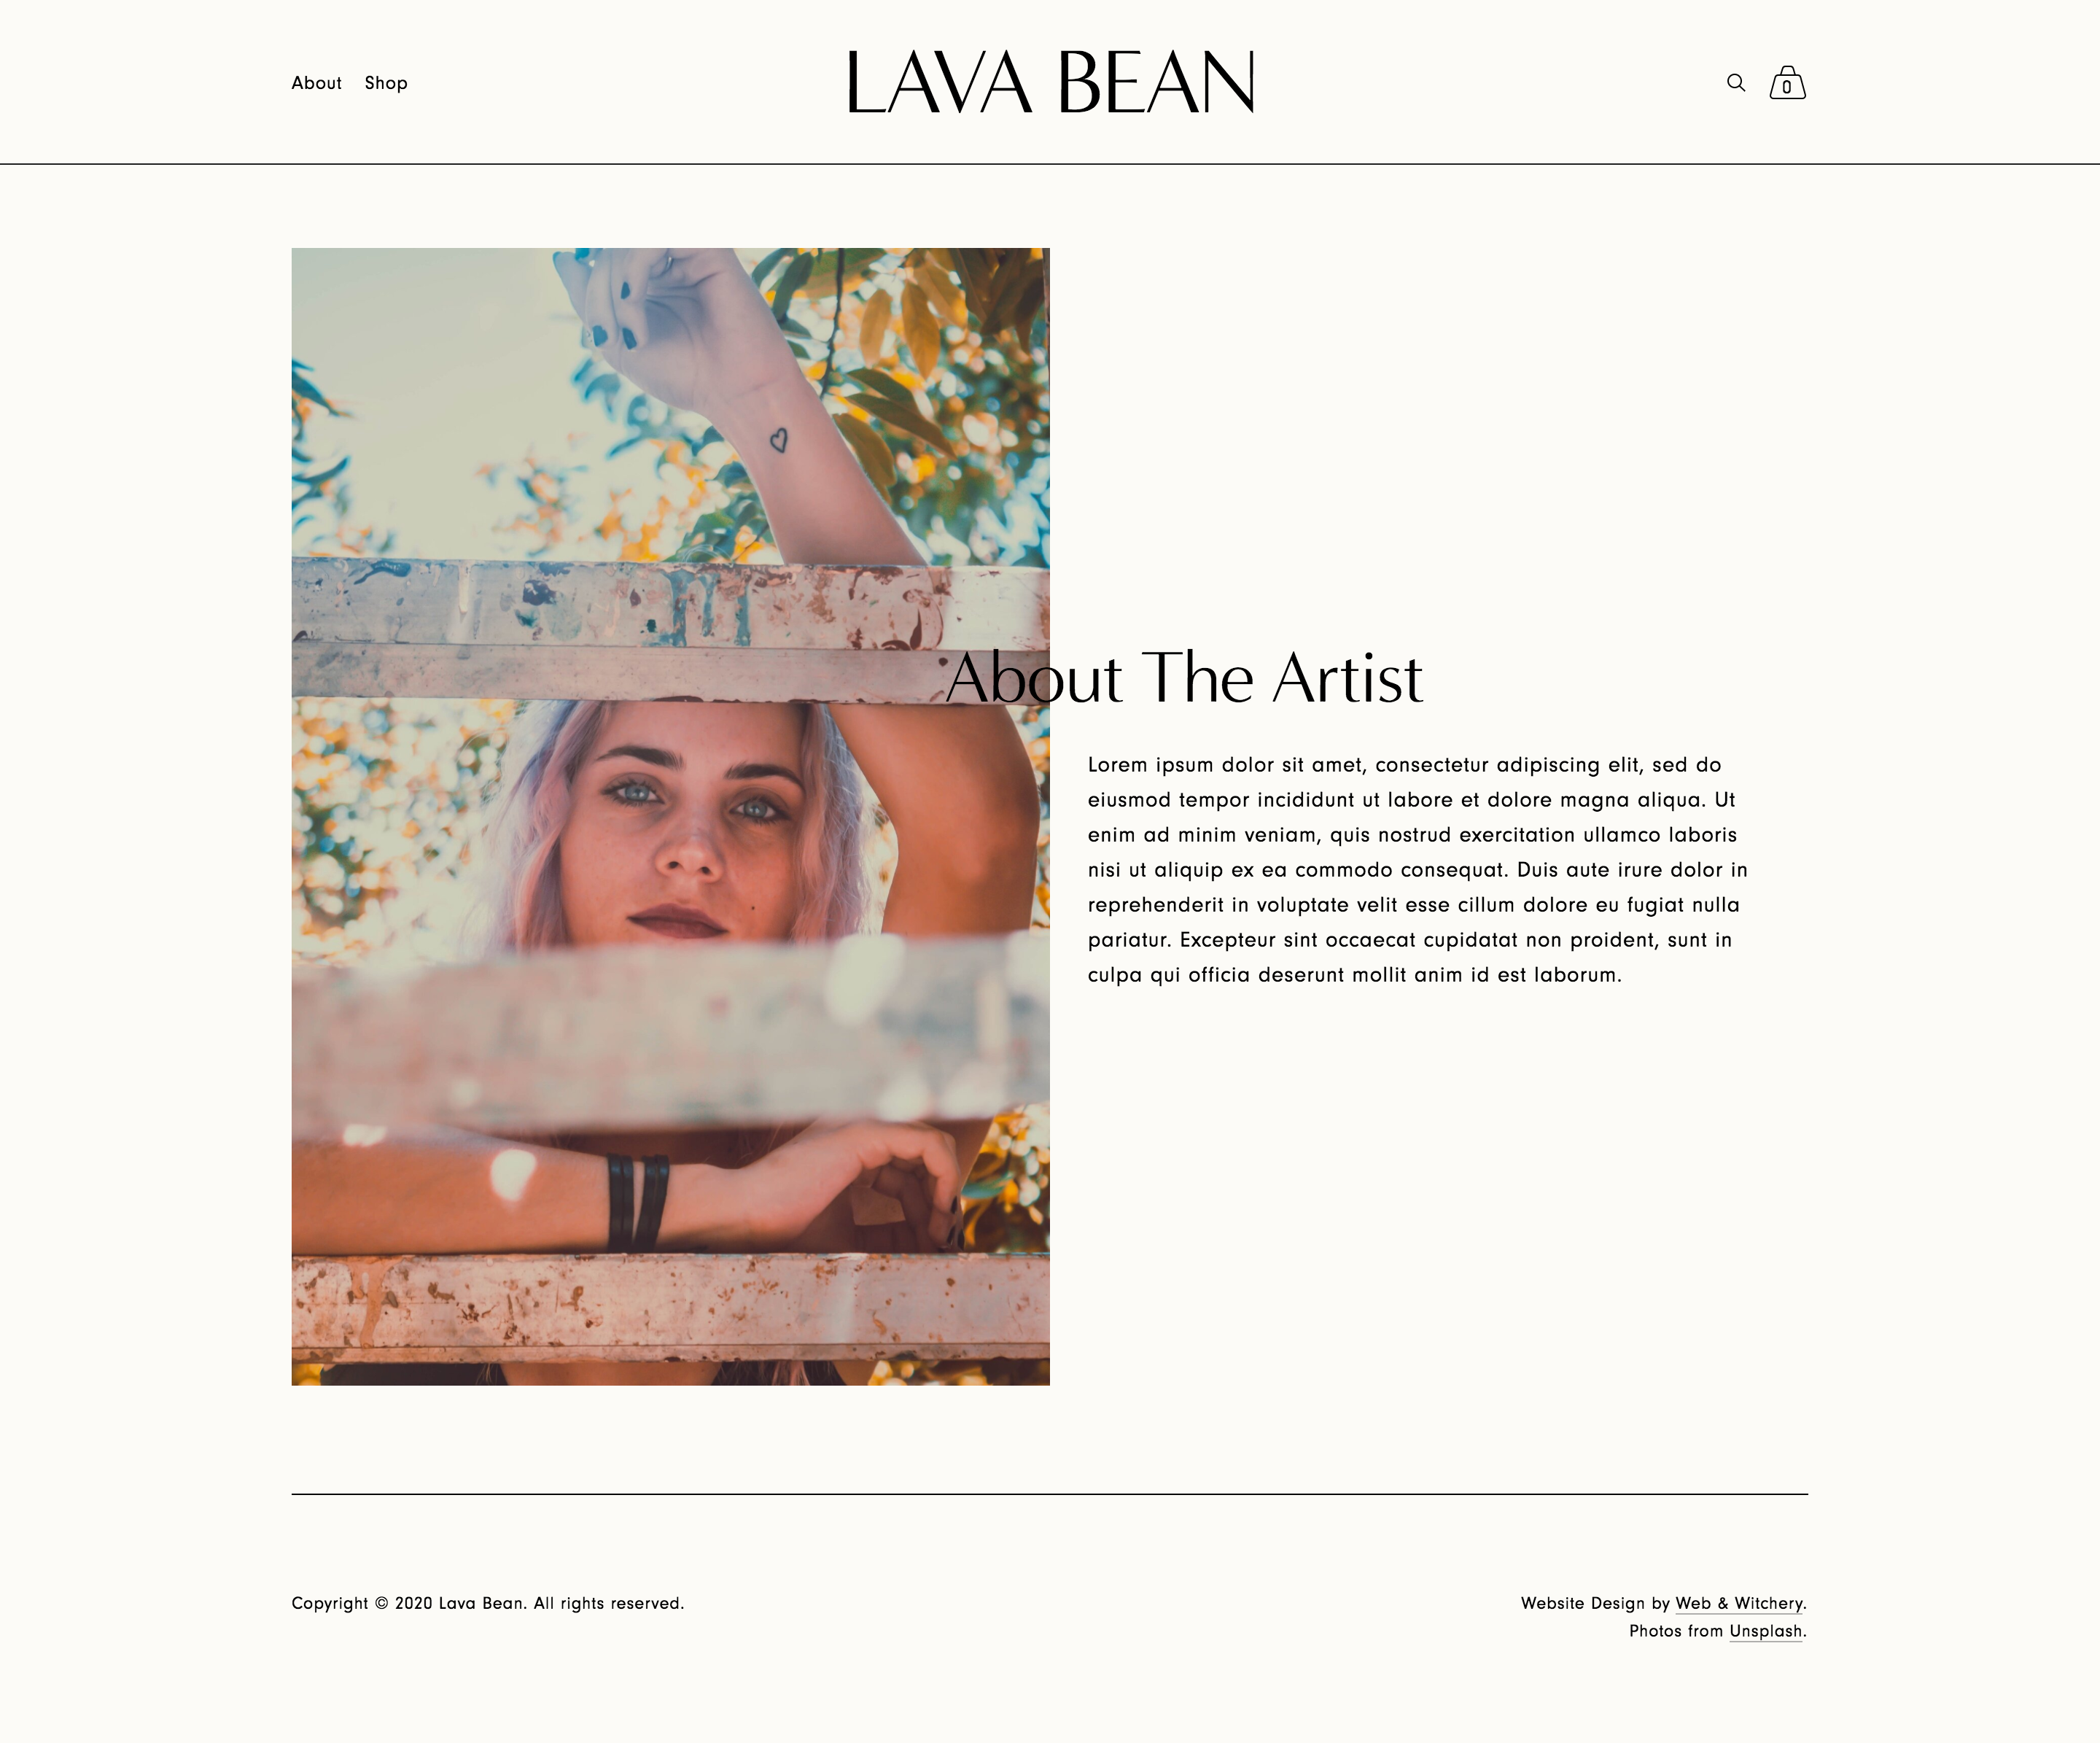 About Shop
LAVA BEAN
0
About The Artist
Lorem ipsum dolor sit amet, consectetur adipiscing elit, sed do
eiusmod tempor incididunt ut labore et dolore magna aliqua. Ut
enim ad minim veniam, quis nostrud exercitation ullamco laboris
nisi ut aliquip ex ea commodo consequat. Duis aute irure dolor in
reprehenderit in voluptate velit esse cillum dolore eu fugiat nulla
pariatur. Excepteur sint occaecat cupidatat non proident, sunt in
culpa qui officia deserunt mollit anim id est laborum.
Copyright © 2020 Lava Bean. All rights reserved.
Website Design by Web & Witchery.
Photos from Unsplash.